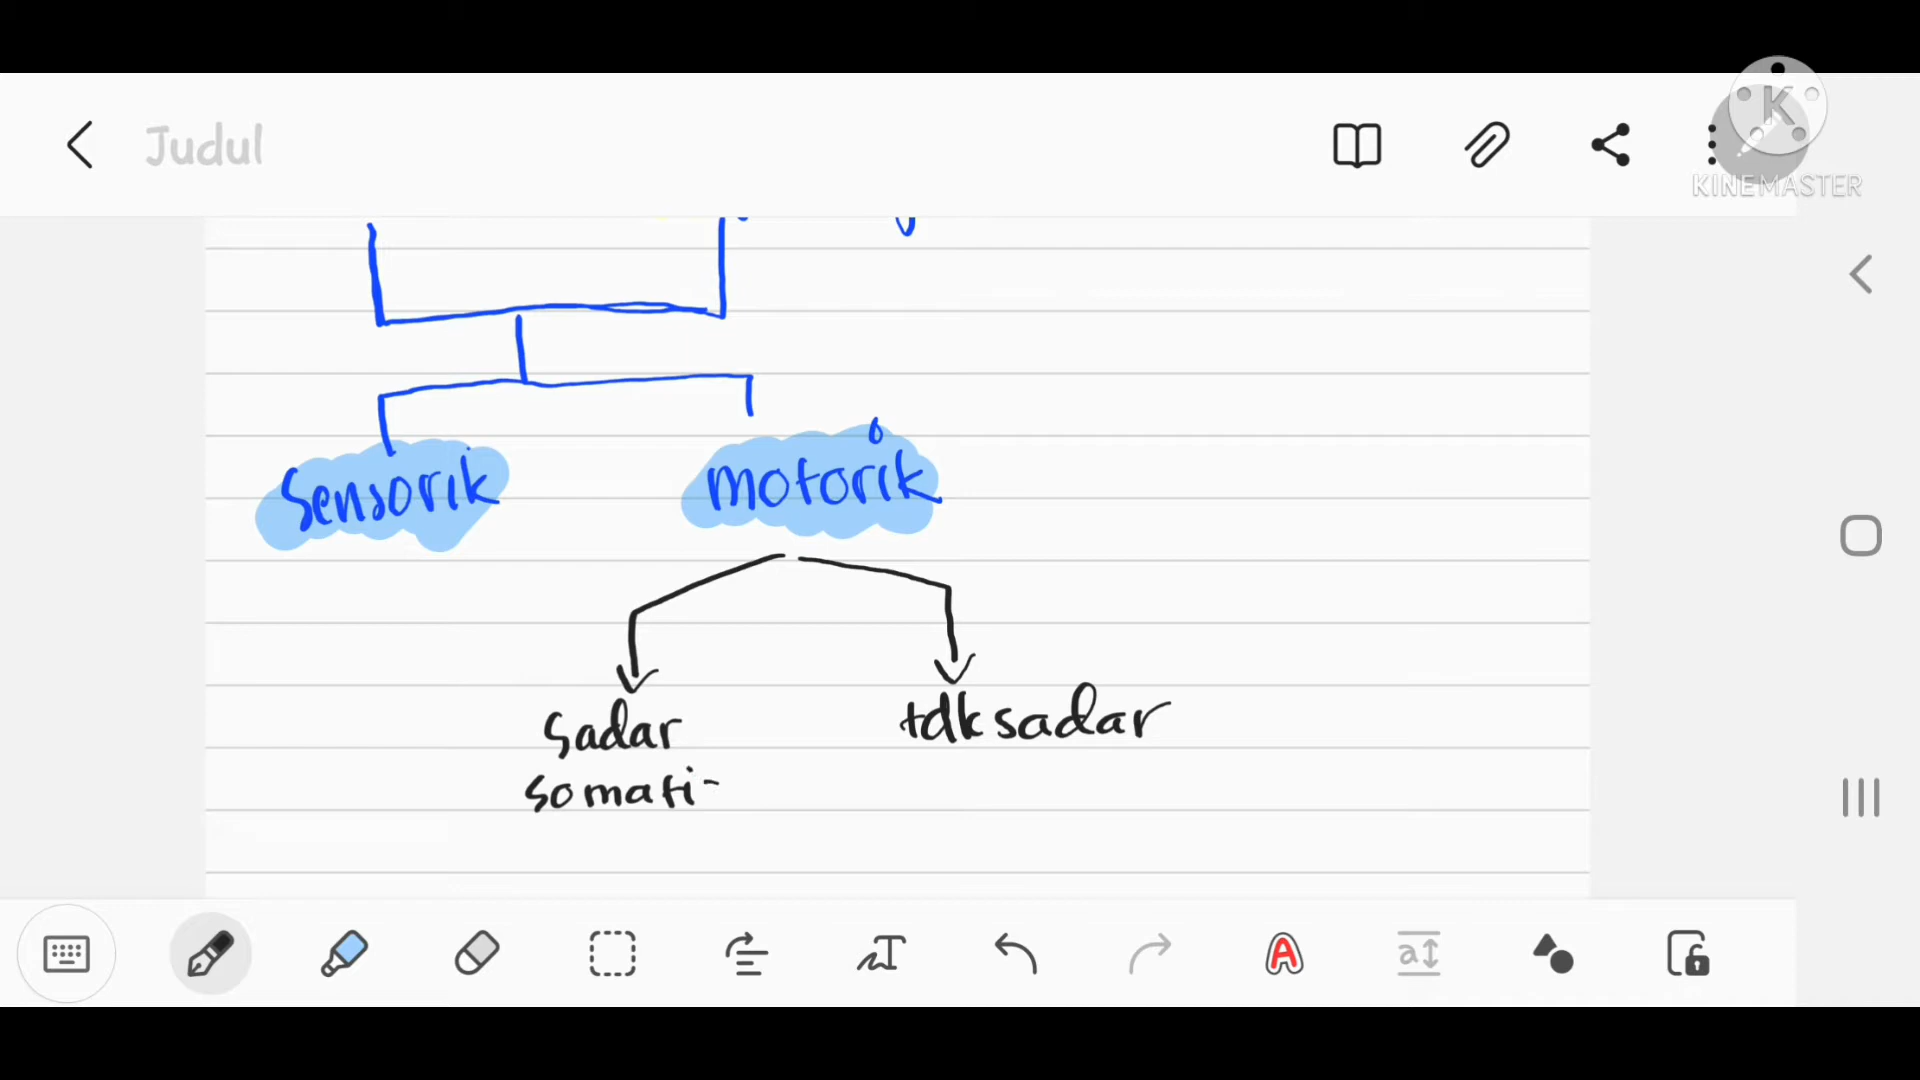 Judul
KINEMASTER
sensorik
motorik
sadar
tdk sadar
somati